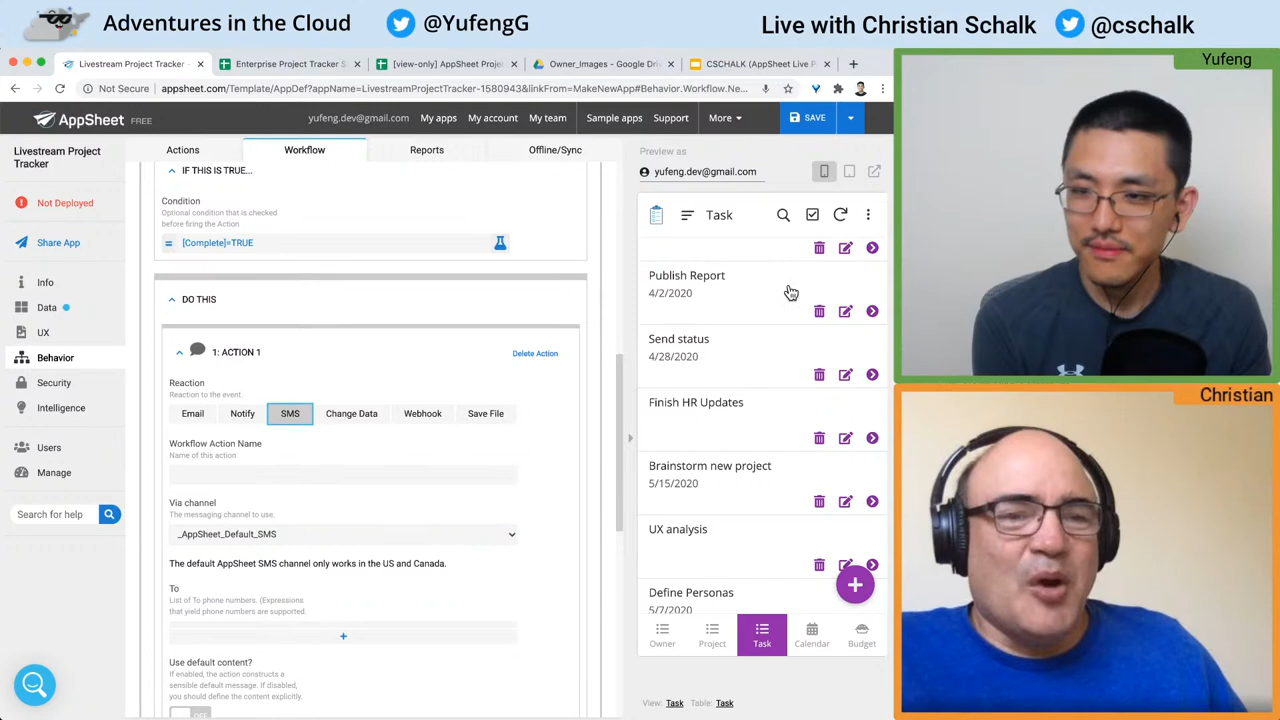 Adventures in the Cloud
@YufengG
Live with Christian Schalk
@cschalk
Livestream Project Tracker -
Enterprise Project Tracker S
[view-only] AppSheet Proje
Owner_Images - Google Driv
CSCHALK (AppSheet Live P
Not Secure
appsheet.com/Template/AppDef?appName=LivestreamProjectTracker-1580943&linkFrom=MakeNewApp#Behavior.Workflow.Ne...
AppSheet FREE
yufeng.dev@gmail.com
My apps
My account
My team
Sample apps
Support
More
SAVE
Livestream Project
Tracker
Not Deployed
Share App
Info
Data
UX
Behavior
Security
Intelligence
Users
Manage
Search for help
Actions
Workflow
Reports
Offline/Sync
IF THIS IS TRUE...
Condition
Optional condition that is checked
before firing the Action
= [Complete]=TRUE
DO THIS
1: ACTION 1
Delete Action
Reaction
Reaction to the event.
Email
Notify
SMS
Change Data
Webhook
Save File
Workflow Action Name
Name of this action
Via channel
The messaging channel to use.
_AppSheet_Default_SMS
The default AppSheet SMS channel only works in the US and Canada.
To
List of To phone numbers. (Expressions
that yield phone numbers are supported.
+
Use default content?
If enabled, the action constructs a
sensible default message. If disabled,
you should define the content explicitly.
OFF
Preview as
yufeng.dev@gmail.com
Task
Publish Report
4/2/2020
Send status
4/28/2020
Finish HR Updates
Brainstorm new project
5/15/2020
UX analysis
Define Personas
5/7/2020
Owner
Project
Task
Calendar
Budget
View: Task Table: Task
Yufeng
Christian